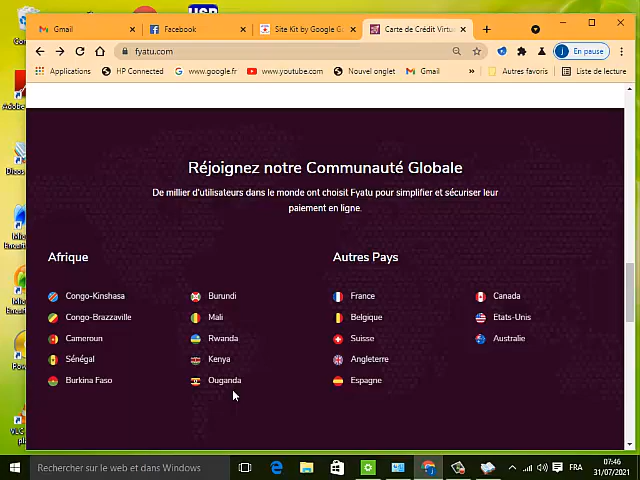 Gmail
Facebook
Site Kit by Google
Carte de Crédit Virtu
fyatu.com
En pause
Applications
HP Connected
www.google.fr
www.youtube.com
Nouvel onglet
Gmail
»
Autres favoris
Liste de lecture
Réjoignez notre Communauté Globale
De millier d'utilisateurs dans le monde ont choisit Fyatu pour simplifier et sécuriser leur
paiement en ligne.
Afrique
Congo-Kinshasa
Burundi
Congo-Brazzaville
Mali
Cameroun
Rwanda
Sénégal
Kenya
Burkina Faso
Ouganda
Autres Pays
France
Canada
Belgique
Etats-Unis
Suisse
Australie
Angleterre
Espagne
Rechercher sur le web et dans Windows
FRA
07:46
31/07/2021